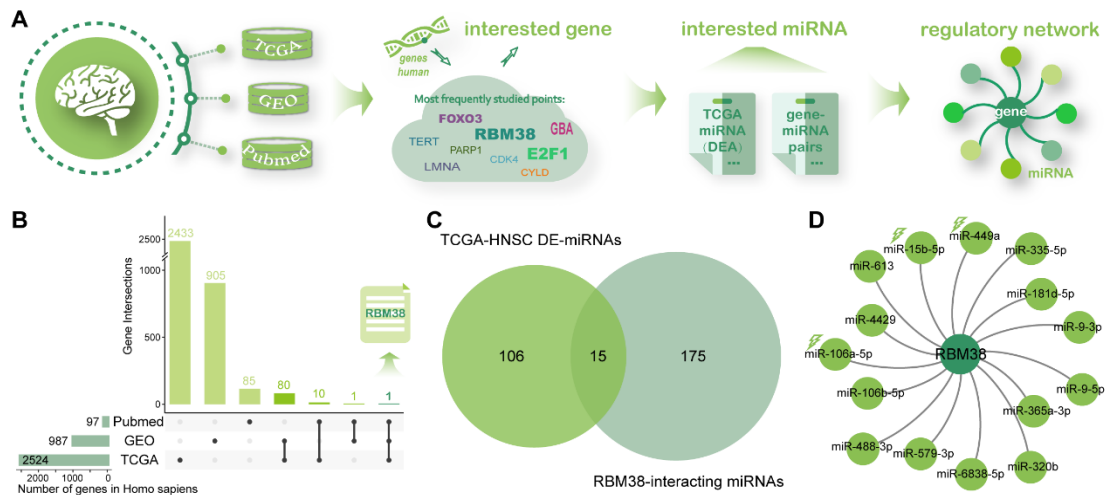 A
TCGA
GEO
Pubmed
genes
human
interested gene
Most frequently studied points:
FOXO3
RBM38
GBA
TERT
PARP1
E2F1
LMNA
CDK4
CYLD
interested miRNA
TCGA
miRNA
(DEA)
...
gene-
miRNA
pairs
...
regulatory network
gene
miRNA
B
Gene Intersections
2500
1000
500
0
2433
905
85
80
10
1
1
RBM38
97
Pubmed
987
GEO
2524
TCGA
2000
1000
0
Number of genes in Homo sapiens
C
TCGA-HNSC DE-miRNAs
106
15
175
RBM38-interacting miRNAs
D
miR-15b-5p
miR-449a
miR-335-5p
miR-613
miR-181d-5p
miR-4429
miR-9-3p
miR-106a-5p
RBM38
miR-106b-5p
miR-9-5p
miR-365a-3p
miR-488-3p
miR-579-3p
miR-320b
miR-6838-5p